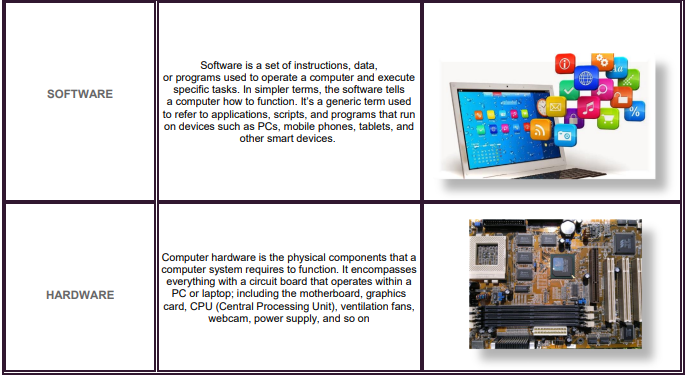 SOFTWARE
Software is a set of instructions, data,
or programs used to operate a computer and execute
specific tasks. In simpler terms, the software tells
a computer how to function. It's a generic term used
to refer to applications, scripts, and programs that run
on devices such as PCs, mobile phones, tablets, and
other smart devices.
HARDWARE
Computer hardware is the physical components that a
computer system requires to function. It encompasses
everything with a circuit board that operates within a
PC or laptop; including the motherboard, graphics
card, CPU (Central Processing Unit), ventilation fans,
webcam, power supply, and so on